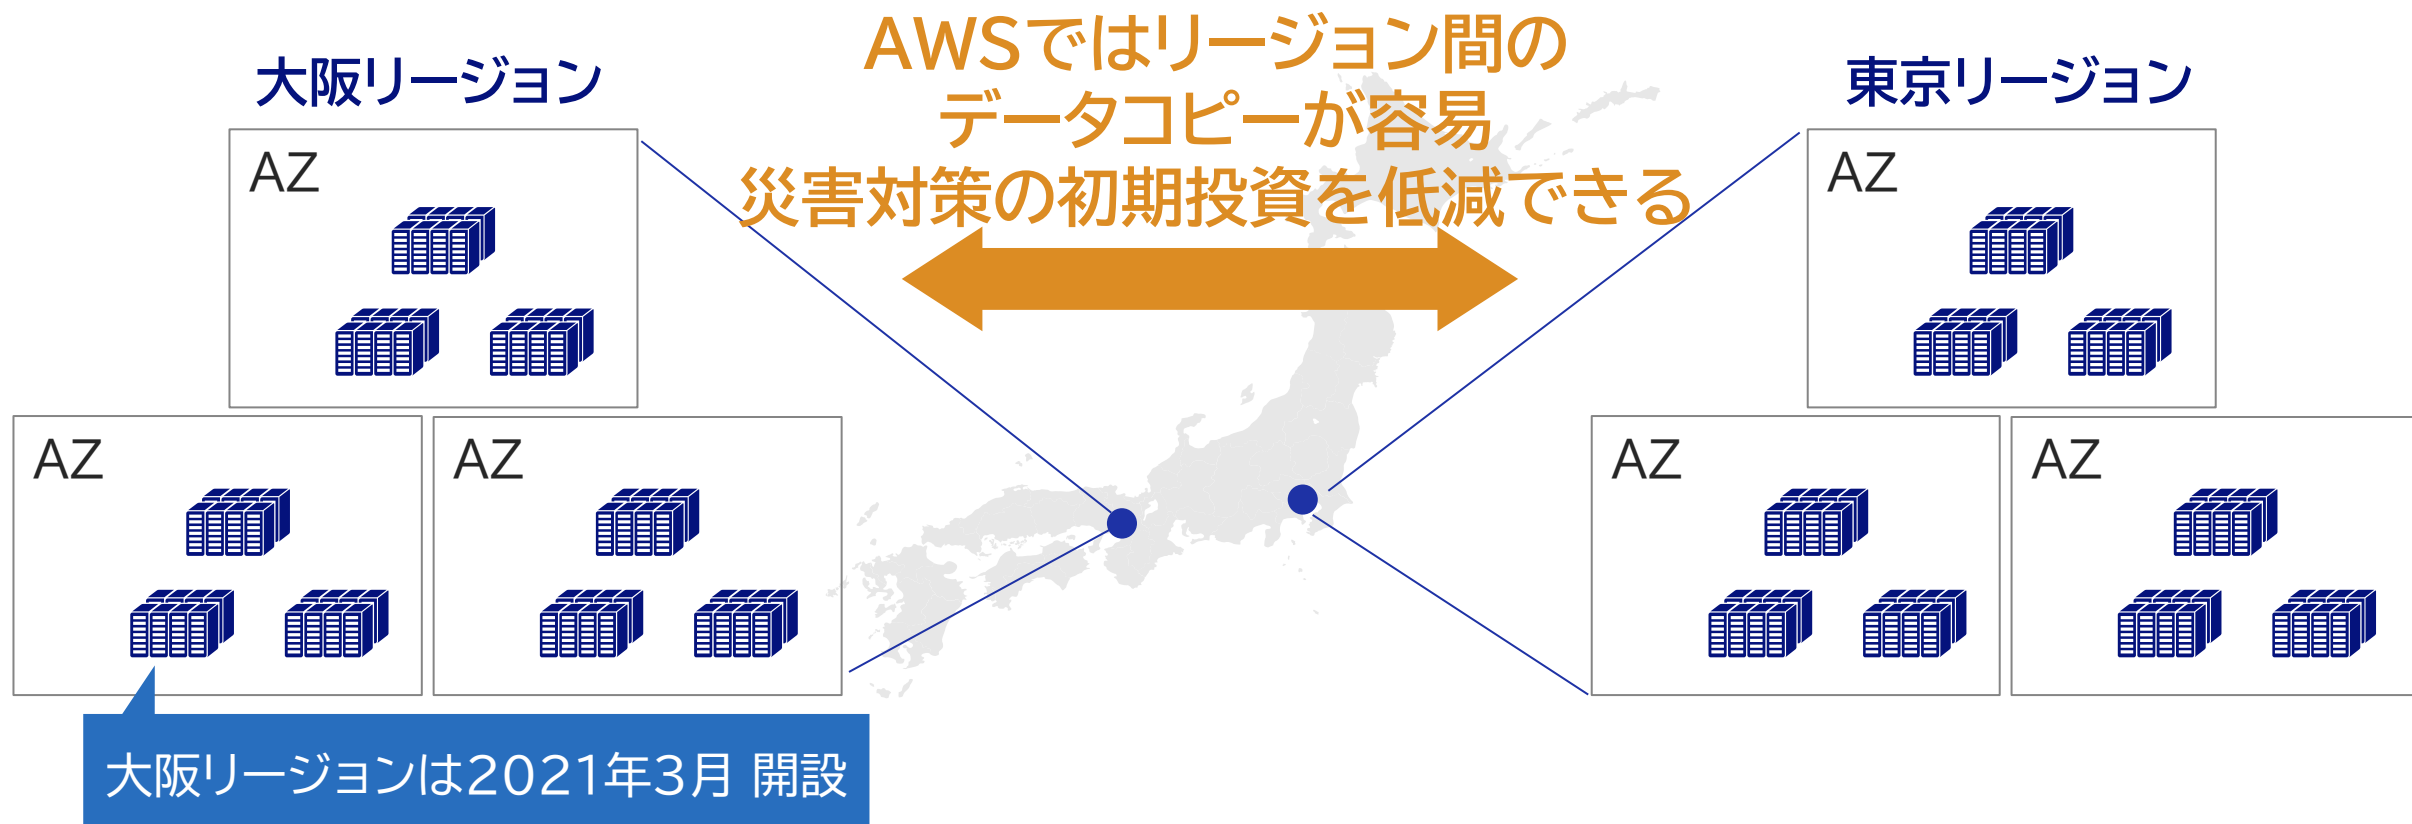 AWSではリージョン間の
データコピーが容易
災害対策の初期投資を低減できる
大阪リージョン
AZ
AZ
AZ
大阪リージョンは2021年3月 開設
東京リージョン
AZ
AZ
AZ